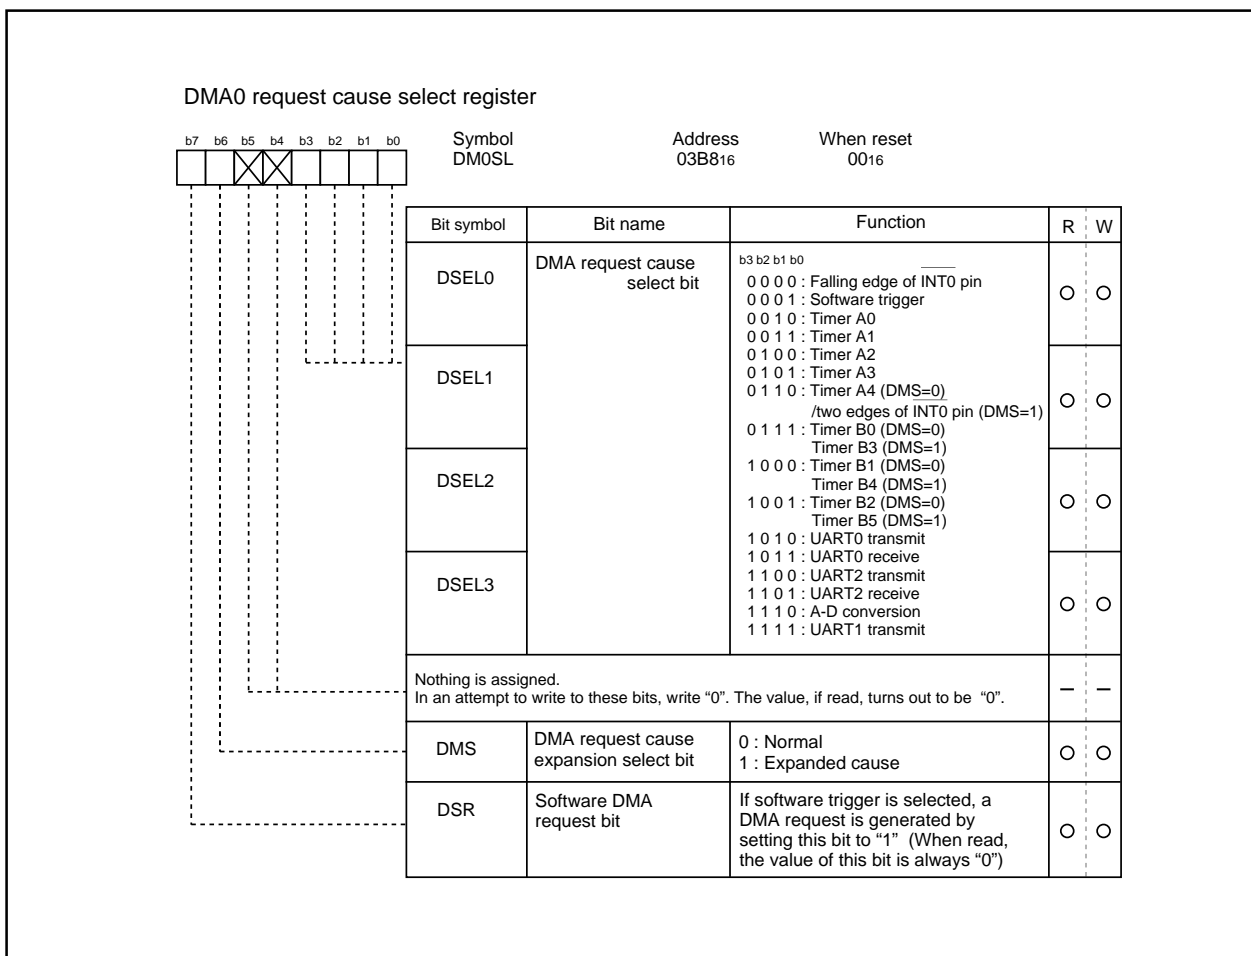 DMA0 request cause select register
b7 b6 b5 b4 b3 b2 b1 b0
Symbol Address When reset
DM0SL 03B816 0016
Bit symbol Bit name Function R W
DSEL0
DSEL1
DSEL2
DSEL3
DMA request cause
select bit
b3 b2 b1 b0
0 0 0 0 : Falling edge of INT0 pin
0 0 0 1 : Software trigger
0 0 1 0 : Timer A0
0 0 1 1 : Timer A1
0 1 0 0 : Timer A2
0 1 0 1 : Timer A3
0 1 1 0 : Timer A4 (DMS=0)
/two edges of INT0 pin (DMS=1)
0 1 1 1 : Timer B0 (DMS=0)
Timer B3 (DMS=1)
1 0 0 0 : Timer B1 (DMS=0)
Timer B4 (DMS=1)
1 0 0 1 : Timer B2 (DMS=0)
Timer B5 (DMS=1)
1 0 1 0 : UART0 transmit
1 0 1 1 : UART0 receive
1 1 0 0 : UART2 transmit
1 1 0 1 : UART2 receive
1 1 1 0 : A-D conversion
1 1 1 1 : UART1 transmit
Nothing is assigned.
In an attempt to write to these bits, write “0”. The value, if read, turns out to be “0”.
DMS
DMA request cause
expansion select bit
0 : Normal
1 : Expanded cause
DSR
Software DMA
request bit
If software trigger is selected, a
DMA request is generated by
setting this bit to “1” (When read,
the value of this bit is always “0”)